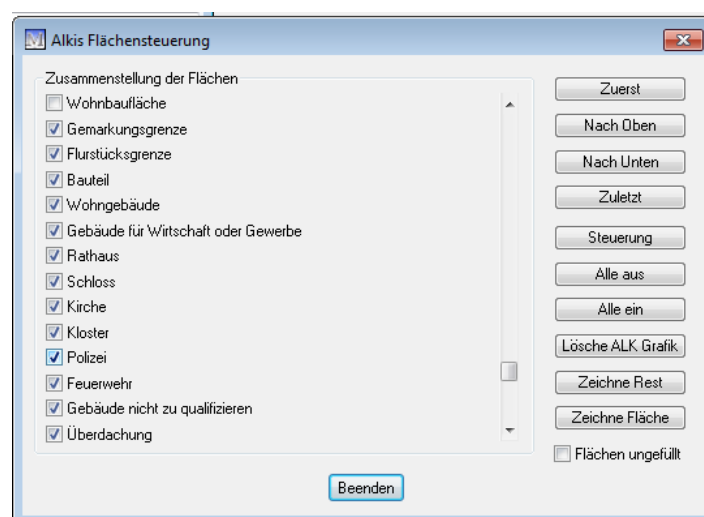 Alkis Flächensteuerung
Zusammenstellung der Flächen
Wohnbaufläche
Gemarkungsgrenze
Flurstücksgrenze
Bauteil
Wohngebäude
Gebäude für Wirtschaft oder Gewerbe
Rathaus
Schloss
Kirche
Kloster
Polizei
Feuerwehr
Gebäude nicht zu qualifizieren
Überdachung
Zuerst
Nach Oben
Nach Unten
Zuletzt
Steuerung
Alle aus
Alle ein
Lösche ALK Grafik
Zeichne Rest
Zeichne Fläche
Flächen ungefüllt
Beenden